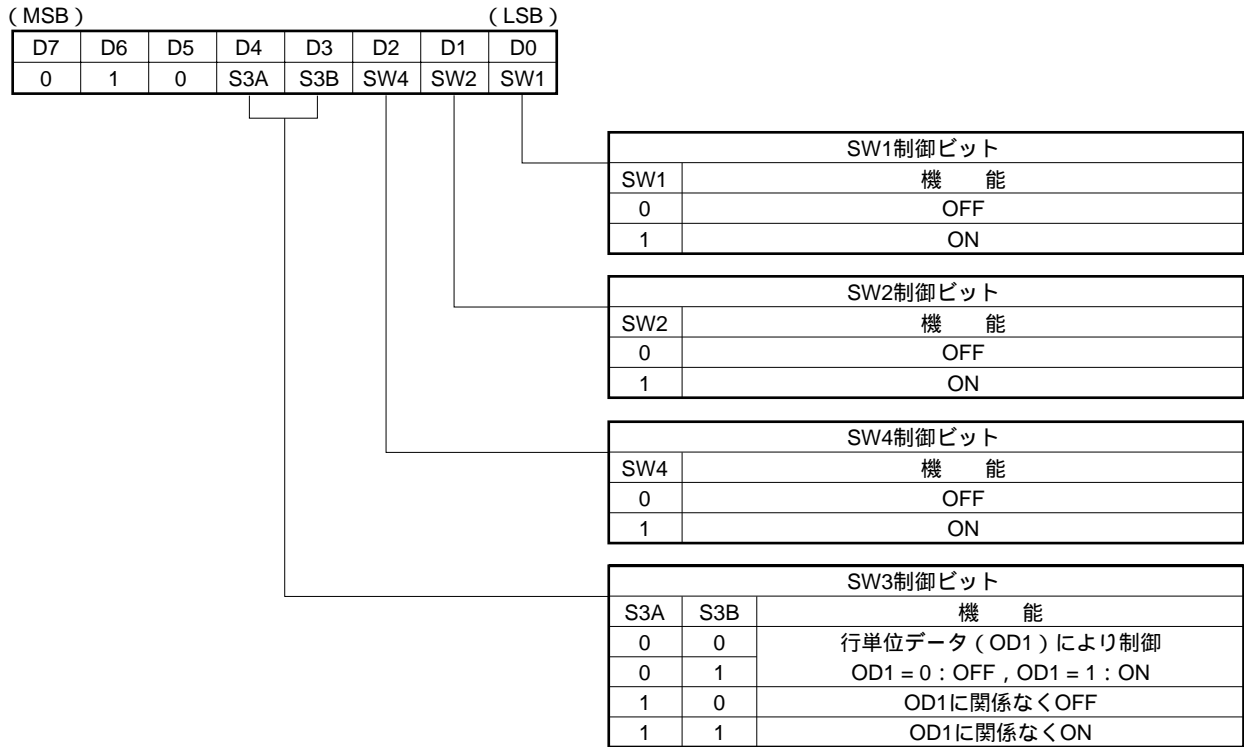 (MSB) (LSB)
D7 D6 D5 D4 D3 D2 D1 D0
0 1 0 S3A S3B SW4 SW2 SW1
SW1制御ビット
SW1 機　能
0 OFF
1 ON
SW2制御ビット
SW2 機　能
0 OFF
1 ON
SW4制御ビット
SW4 機　能
0 OFF
1 ON
SW3制御ビット
S3A S3B 機　能
0 0 行単位データ(OD1)により制御
0 1 OD1 = 0 : OFF , OD1 = 1 : ON
1 0 OD1に関係なくOFF
1 1 OD1に関係なくON